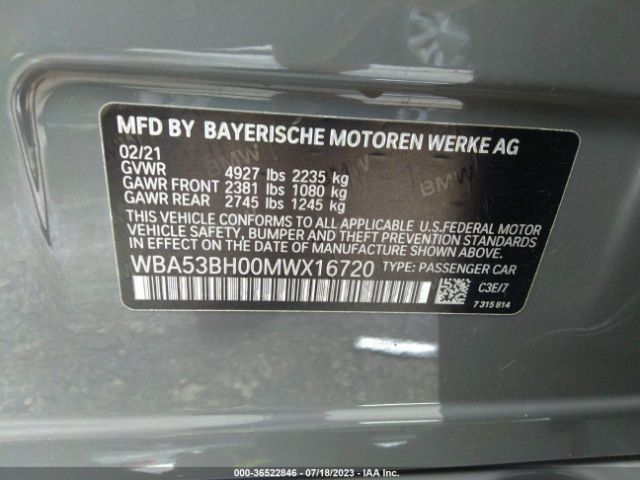 MFD BY BAYERISCHE MOTOREN WERKE AG
02/21
GVWR 4927 lbs 2235 kg
GAWR FRONT 2381 lbs 1080 kg
GAWR REAR 2745 lbs 1245 kg
THIS VEHICLE CONFORMS TO ALL APPLICABLE U.S.FEDERAL MOTOR
VEHICLE SAFETY, BUMPER AND THEFT PREVENTION STANDARDS
IN EFFECT ON THE DATE OF MANUFACTURE SHOWN ABOVE.
WBA53BH00MWX16720 TYPE: PASSENGER CAR
C3E/7
7315814
BMW
BMW
BMW
000-36522846 - 07/18/2023 - IAA Inc.